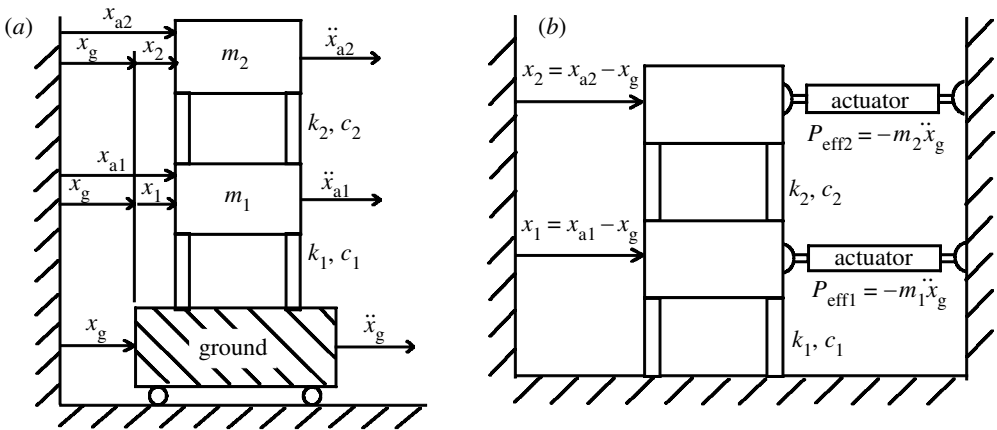 (a)
x_a2
x_g x_2
m_2
ẍ_a2
k_2, c_2
x_a1
x_g x_1
m_1
ẍ_a1
k_1, c_1
x_g
ground
ẍ_g
(b)
x_2 = x_a2 − x_g
actuator
P_eff2 = −m_2ẍ_g
k_2, c_2
x_1 = x_a1 − x_g
actuator
P_eff1 = −m_1ẍ_g
k_1, c_1